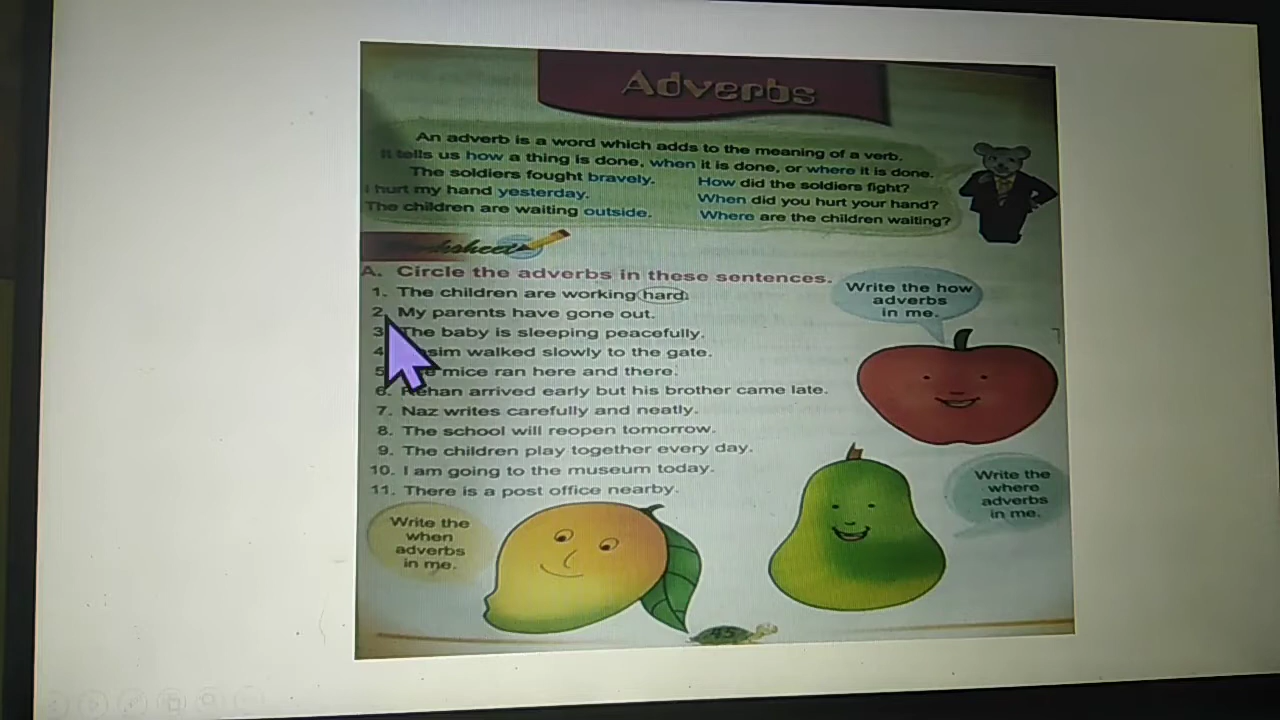 Adverbs
An adverb is a word which adds to the meaning of a verb.
It tells us how a thing is done, when it is done, or where it is done.
The soldiers fought bravely. How did the soldiers fight?
I hurt my hand yesterday. When did you hurt your hand?
The children are waiting outside. Where are the children waiting?
A. Circle the adverbs in these sentences.
1. The children are working hard.
2. My parents have gone out.
3. The baby is sleeping peacefully.
4. sim walked slowly to the gate.
5. mice ran here and there.
6. Rehan arrived early but his brother came late.
7. Naz writes carefully and neatly.
8. The school will reopen tomorrow.
9. The children play together every day.
10. I am going to the museum today.
11. There is a post office nearby.
Write the how
adverbs
in me.
Write the
where
adverbs
in me.
Write the
when
adverbs
in me.
45